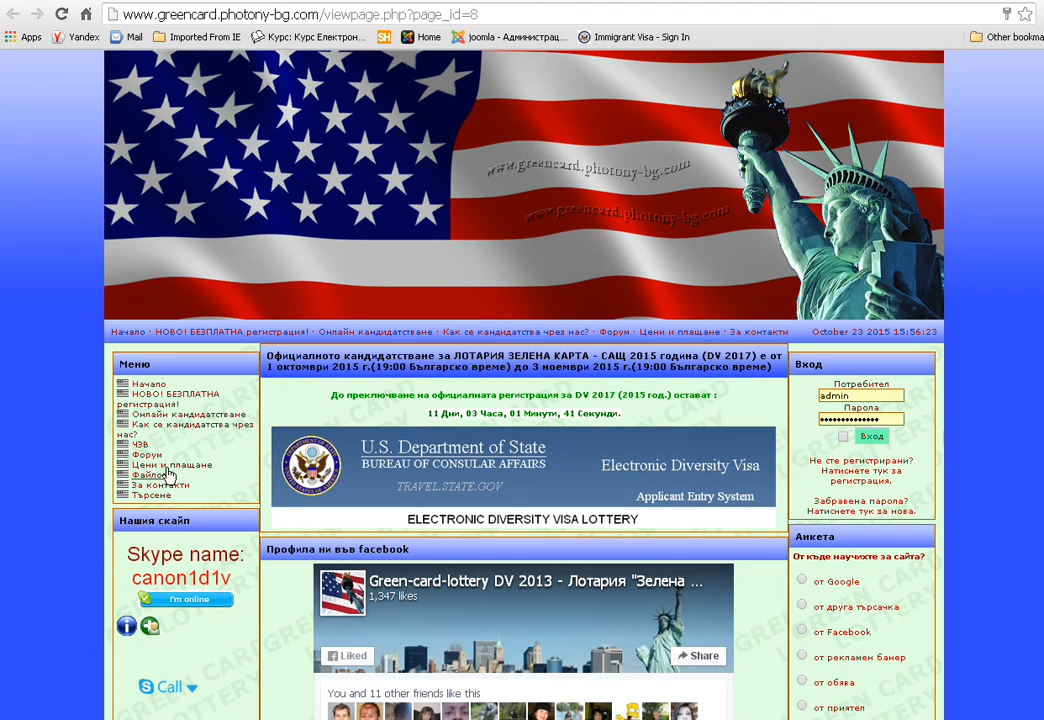 www.greencard.photony-bg.com/viewpage.php?page_id=8
Apps Yandex Mail Imported From IE Курс: Курс Електрон... SH Home joomla - Администрац... Immigrant Visa - Sign In Other bookma
www.greencard.photony-bg.com
www.greencard.photony-bg.com
Начало · НОВО! БЕЗПЛАТНА регистрация! · Онлайн кандидатстване · Как се кандидатства чрез нас? · Форум · Цени и плащане · За контакти October 23 2015 15:56:23
Меню
Начало
НОВО! БЕЗПЛАТНА
регистрация!
Онлайн кандидатстване
Как се кандидатства чрез
нас?
ЧЗВ
Форум
Цени и плащане
За контакти
Търсене
Нашия скайп
Skype name:
canon1d1v
I'm online
Call
Официалното кандидатстване за ЛОТАРИЯ ЗЕЛЕНА КАРТА - САЩ 2015 година (DV 2017) е от
1 октомври 2015 г.(19:00 Българско време) до 3 ноември 2015 г.(19:00 Българско време)
До преключване на официалната регистрация за DV 2017 (2015 год.) остават :
11 Дни, 03 Часа, 01 Минути, 41 Секунди.
U.S. Department of State
BUREAU OF CONSULAR AFFAIRS
TRAVEL.STATE.GOV
Electronic Diversity Visa
Applicant Entry System
ELECTRONIC DIVERSITY VISA LOTTERY
Профила ни във facebook
Green-card-lottery DV 2013 - Лотария "Зелена ...
1,347 likes
Liked
Share
You and 11 other friends like this
Вход
Потребител
admin
Парола
Вход
Не сте регистрирани?
Натиснете тук за
регистрация.
Забравена парола?
Натиснете тук за нова.
Анкета
От къде научихте за сайта?
от Google
от друга търсачка
от Facebook
от рекламен банер
от обява
от приятел